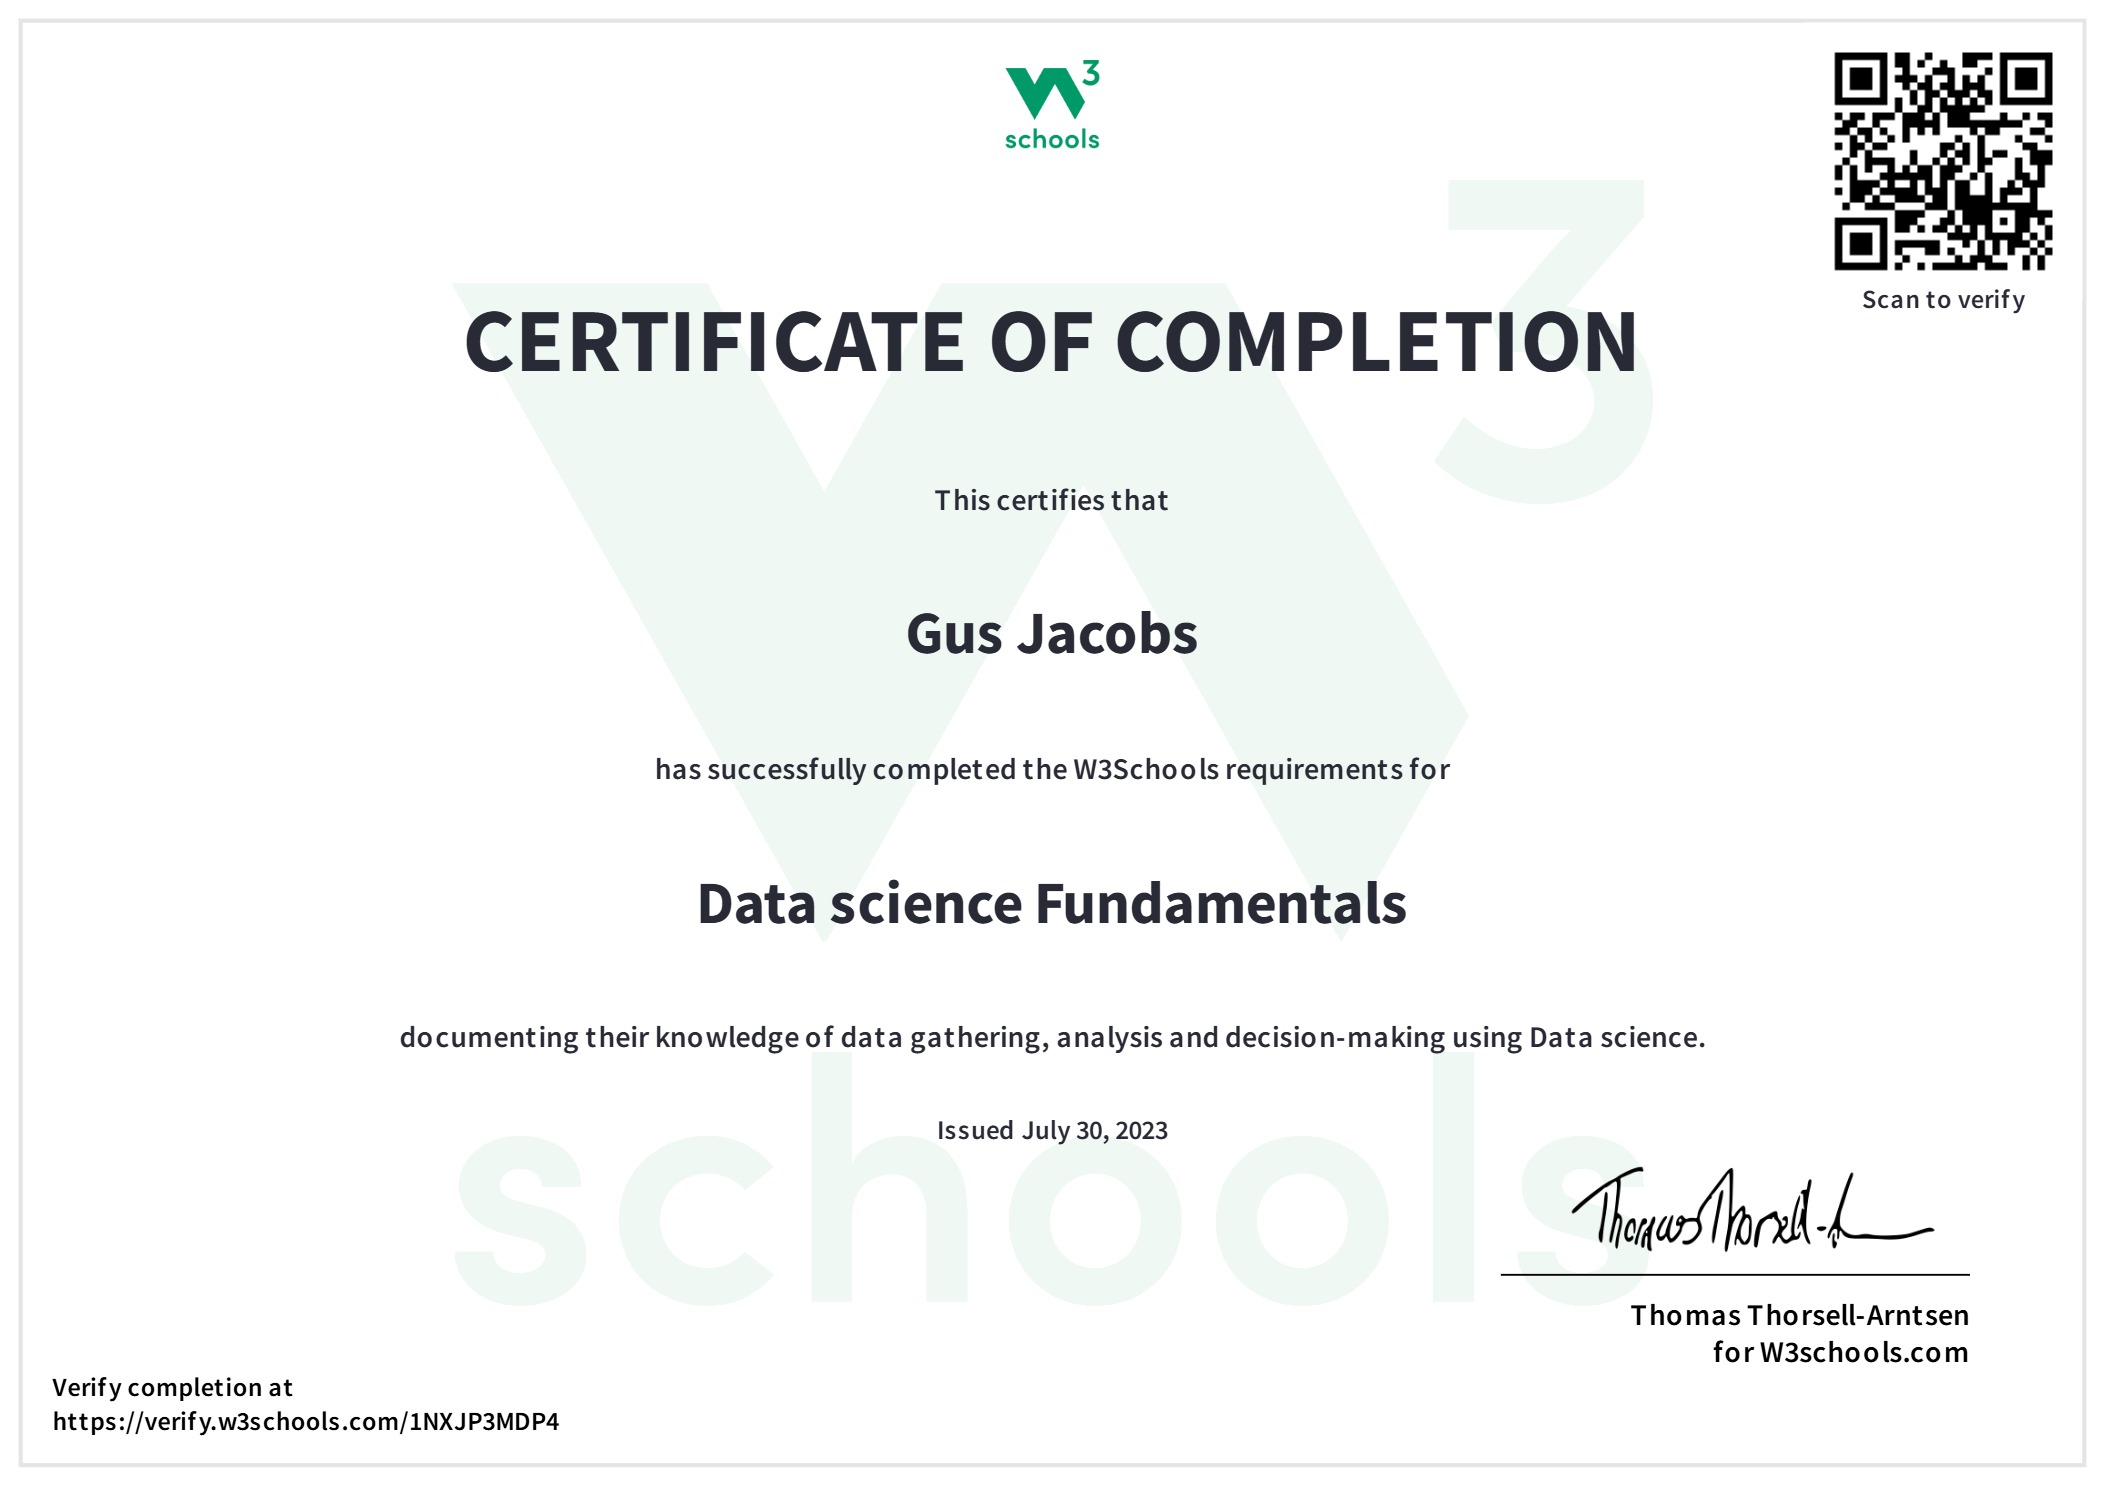 w3
schools
Scan to verify
CERTIFICATE OF COMPLETION
This certifies that
Gus Jacobs
has successfully completed the W3Schools requirements for
Data science Fundamentals
documenting their knowledge of data gathering, analysis and decision-making using Data science.
Issued July 30, 2023
schools
Thomas Thorsell-A
Thomas Thorsell-Arntsen
for W3schools.com
Verify completion at
https://verify.w3schools.com/1NXJP3MDP4